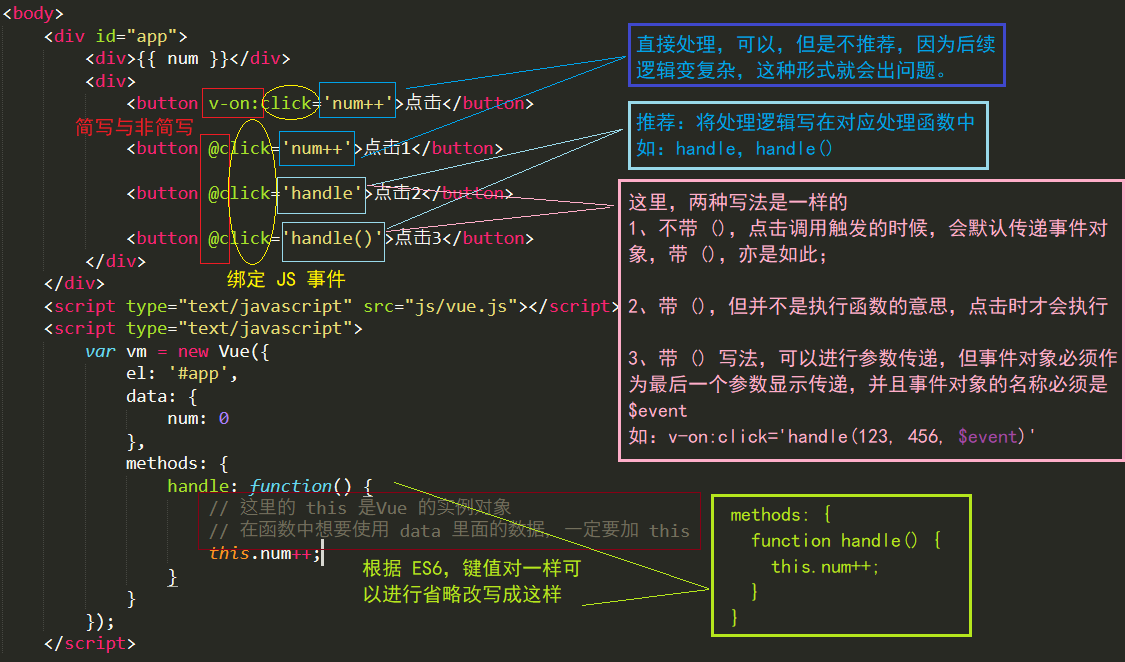 <body>
<div id="app">
<div>{{ num }}</div>
<div>
<button v-on:click='num++'>点击</button>
简写与非简写
<button @click='num++'>点击1</button>
<button @click='handle'>点击2</button>
<button @click='handle()'>点击3</button>
</div>
绑定 JS 事件
</div>
<script type="text/javascript" src="js/vue.js"></script>
<script type="text/javascript">
var vm = new Vue({
el: '#app',
data: {
num: 0
},
methods: {
handle: function() {
// 这里的 this 是Vue 的实例对象
// 在函数中想要使用 data 里面的数据, 一定要加 this
this.num++;
}
}
});
</script>
直接处理，可以，但是不推荐，因为后续
逻辑变复杂，这种形式就会出问题。
推荐：将处理逻辑写在对应处理函数中
如：handle，handle()
这里，两种写法是一样的
1、不带 ()，点击调用触发的时候，会默认传递事件对
象，带 ()，亦是如此；
2、带 ()，但并不是执行函数的意思，点击时才会执行
3、带 () 写法，可以进行参数传递，但事件对象必须作
为最后一个参数显示传递，并且事件对象的名称必须是
$event
如：v-on:click='handle(123, 456, $event)'
根据 ES6，键值对一样可
以进行省略改写成这样
methods: {
function handle() {
this.num++;
}
}